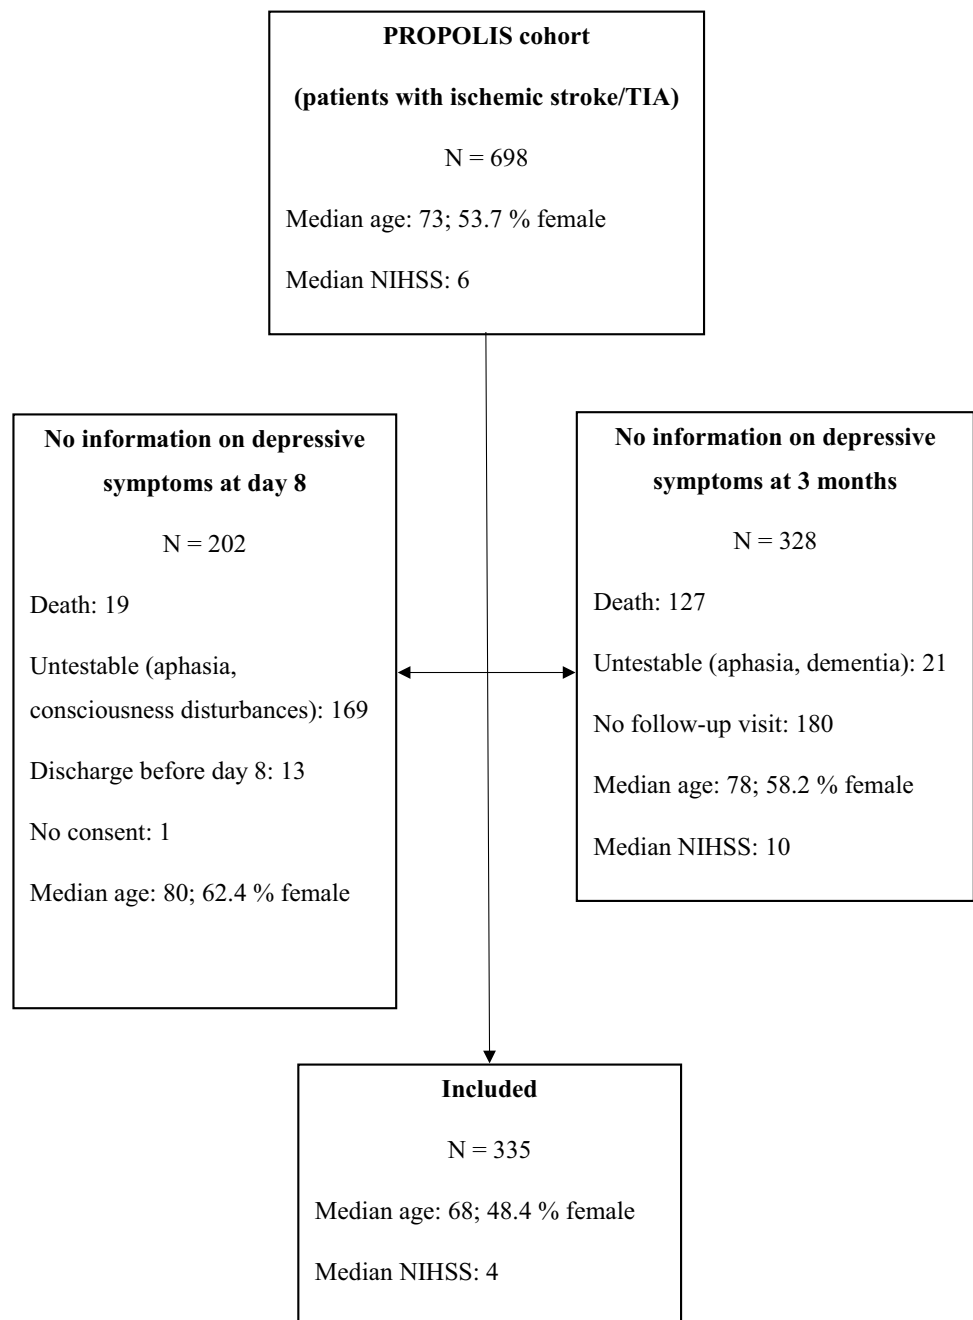 PROPOLIS cohort
(patients with ischemic stroke/TIA)
N = 698
Median age: 73; 53.7 % female
Median NIHSS: 6
No information on depressive
symptoms at day 8
N = 202
Death: 19
Untestable (aphasia,
consciousness disturbances): 169
Discharge before day 8: 13
No consent: 1
Median age: 80; 62.4 % female
No information on depressive
symptoms at 3 months
N = 328
Death: 127
Untestable (aphasia, dementia): 21
No follow-up visit: 180
Median age: 78; 58.2 % female
Median NIHSS: 10
Included
N = 335
Median age: 68; 48.4 % female
Median NIHSS: 4